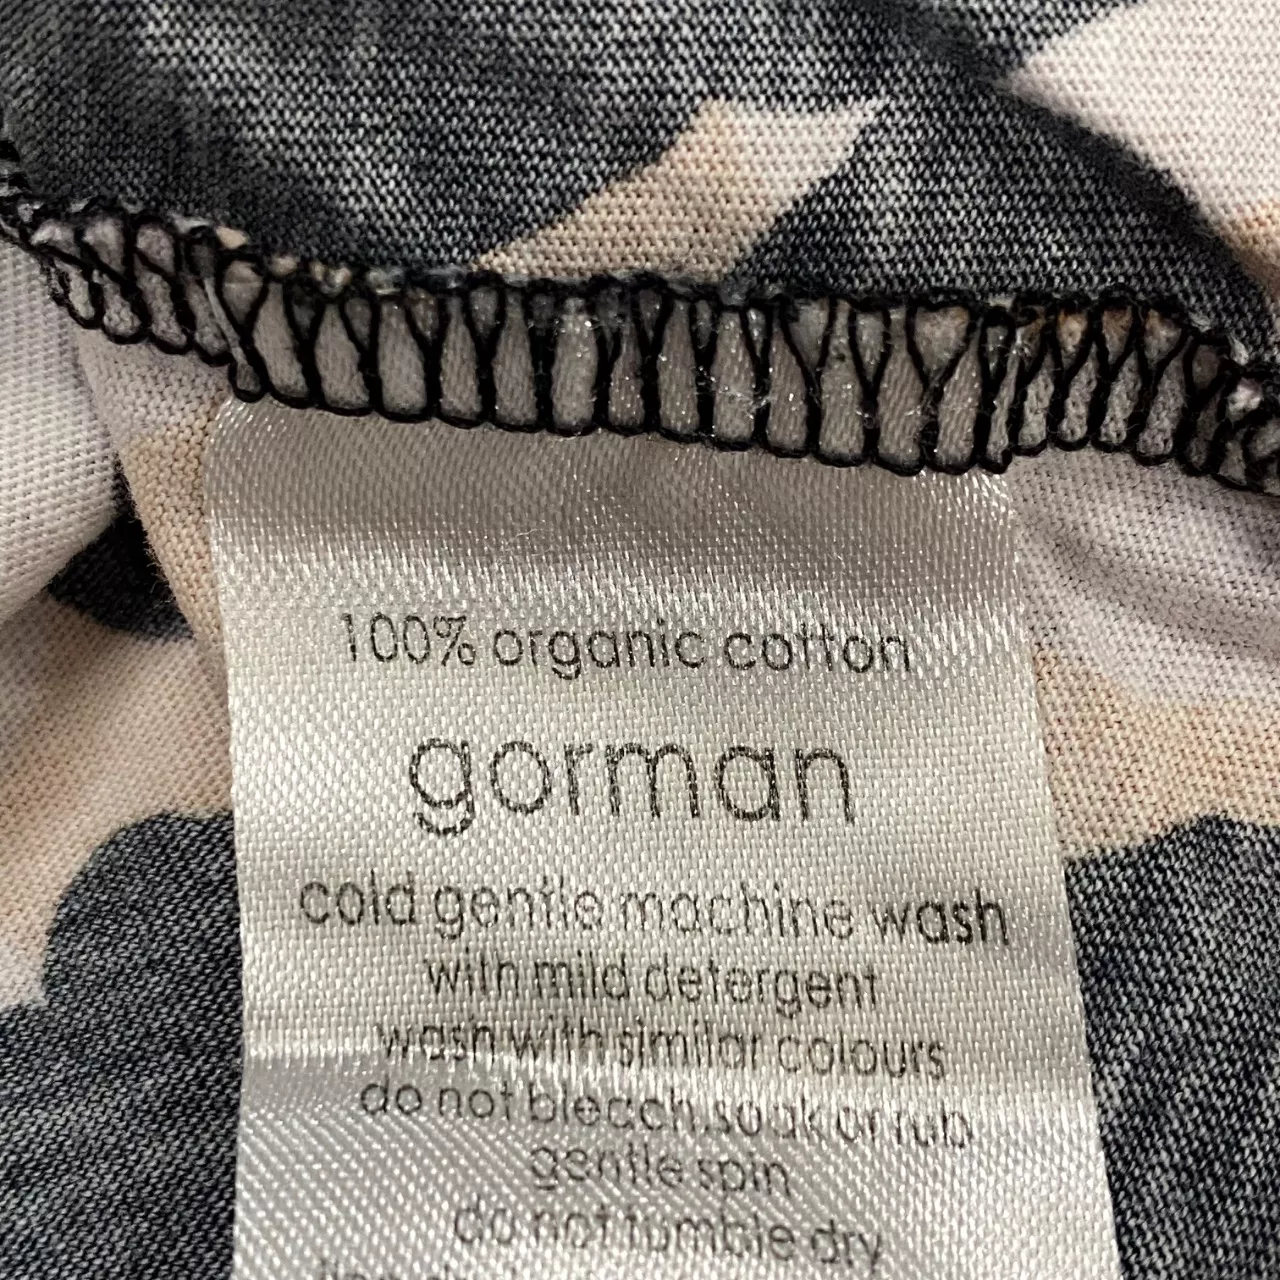 100% organic cotton
gorman
cold gentle machine wash
with mild detergent
wash with similar colours
do not bleach, soak or rub
gentle spin
do not tumble dry